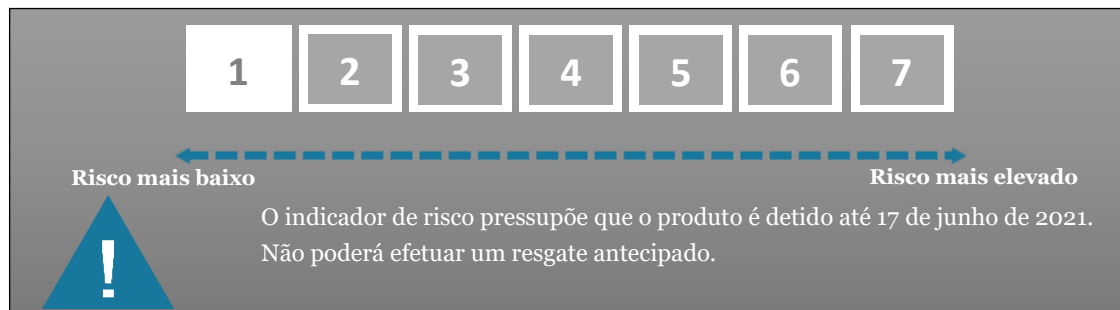 1 2 3 4 5 6 7
Risco mais baixo Risco mais elevado
O indicador de risco pressupõe que o produto é detido até 17 de junho de 2021.
Não poderá efetuar um resgate antecipado.
!